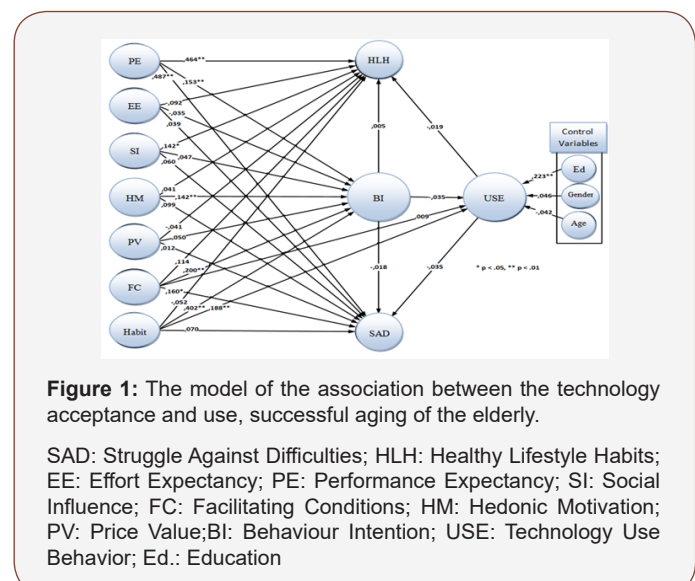 PE
EE
SI
HM
PV
FC
Habit
HLH
BI
SAD
USE
Control
Variables
Ed
Gender
Age
,464**
,487**
,153**
,092
-,035
,039
,142*
,047
,060
,041
,142**
,099
-,041
,050
,012
,114
,200**
,160*
-,052
,402**
,188**
,070
,005
-,019
-,035
,009
-,018
-,035
,223**
-,046
-,042
* p < .05, ** p < .01
Figure 1: The model of the association between the technology
acceptance and use, successful aging of the elderly.
SAD: Struggle Against Difficulties; HLH: Healthy Lifestyle Habits;
EE: Effort Expectancy; PE: Performance Expectancy; SI: Social
Influence; FC: Facilitating Conditions; HM: Hedonic Motivation;
PV: Price Value;BI: Behaviour Intention; USE: Technology Use
Behavior; Ed.: Education